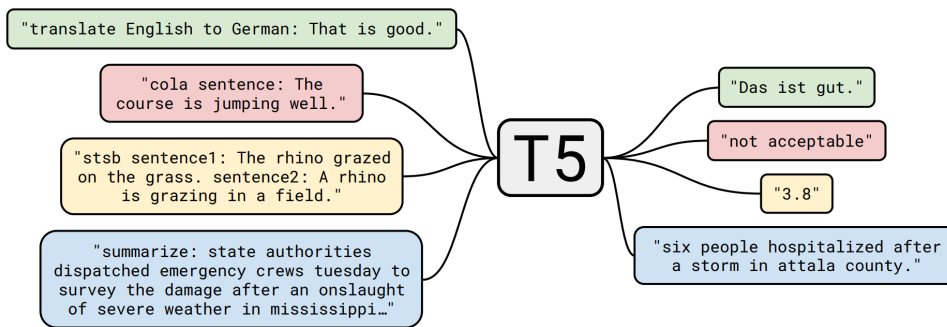 "translate English to German: That is good."
"cola sentence: The
course is jumping well."
"stsb sentence1: The rhino grazed
on the grass. sentence2: A rhino
is grazing in a field."
"summarize: state authorities
dispatched emergency crews tuesday to
survey the damage after an onslaught
of severe weather in mississippi…"
T5
"Das ist gut."
"not acceptable"
"3.8"
"six people hospitalized after
a storm in attala county."